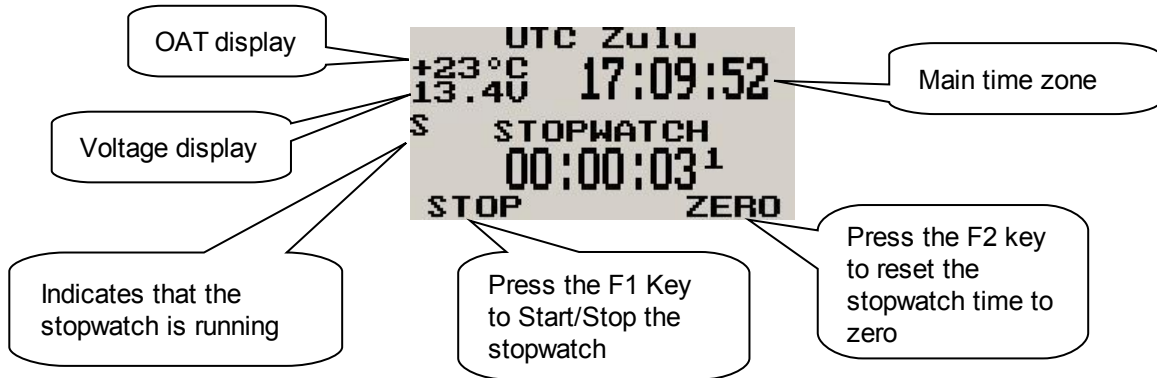 OAT display
Voltage display
Indicates that the
stopwatch is running
UTC Zulu
+23°C
13.4V
17:09:52
S
STOPWATCH
00:00:03¹
STOP
ZERO
Main time zone
Press the F1 Key
to Start/Stop the
stopwatch
Press the F2 key
to reset the
stopwatch time to
zero